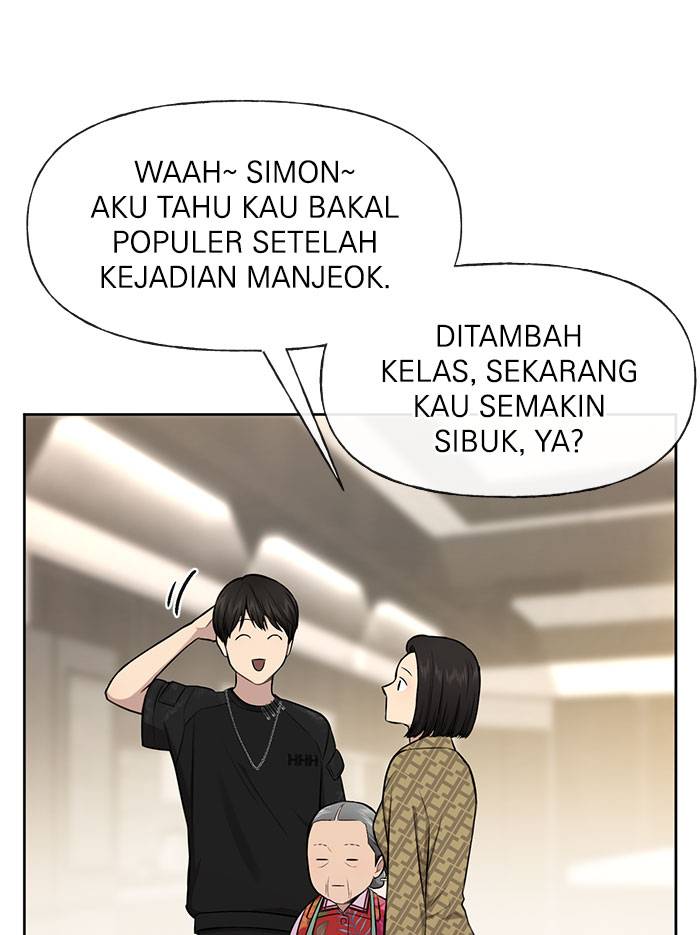 WAAH~ SIMON~
AKU TAHU KAU BAKAL
POPULER SETELAH
KEJADIAN MANJEOK.
DITAMBAH
KELAS, SEKARANG
KAU SEMAKIN
SIBUK, YA?
HHH